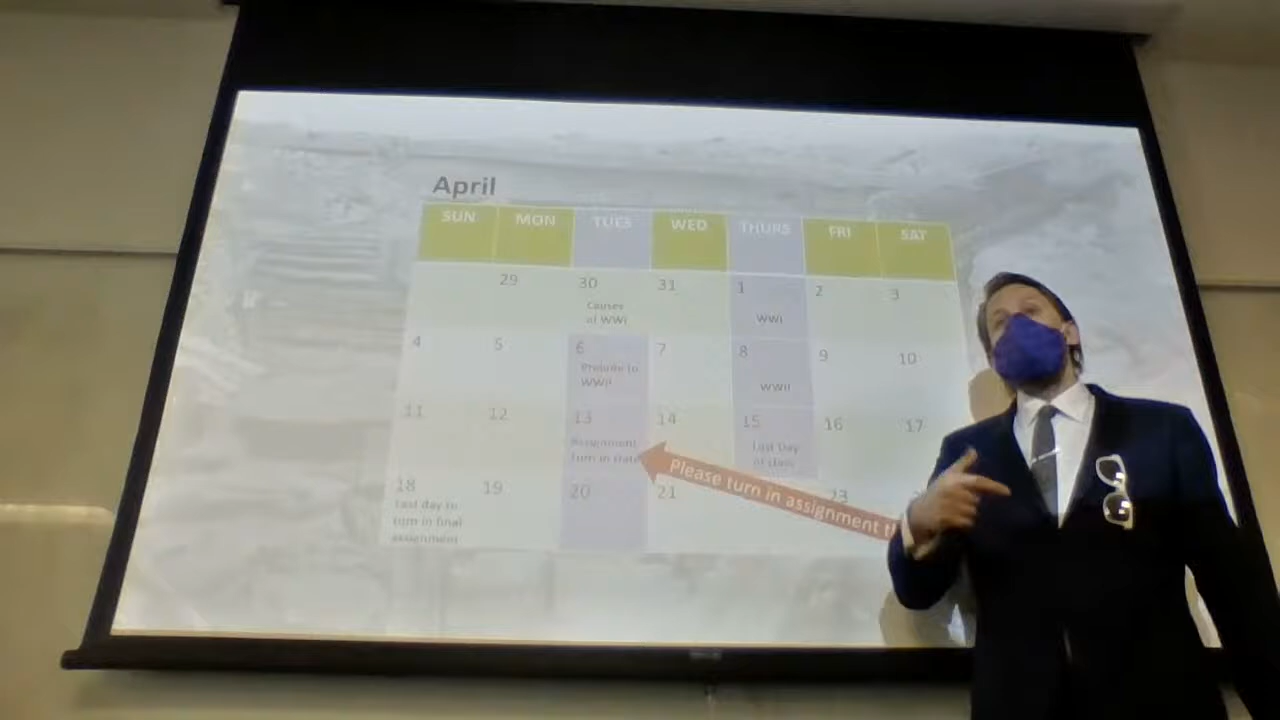 April
SUN MON TUES WED THURS FRI SAT
29 30 31 1 2 3
Causes
of WWI
WWI
4 5 6 7 8 9 10
Prelude to
WWII
WWII
11 12 13 14 15 16 17
Assignment
turn in date
Last Day
of class
Please turn in assignment
18 19 20 21 23
Last day to
turn in final
assignment